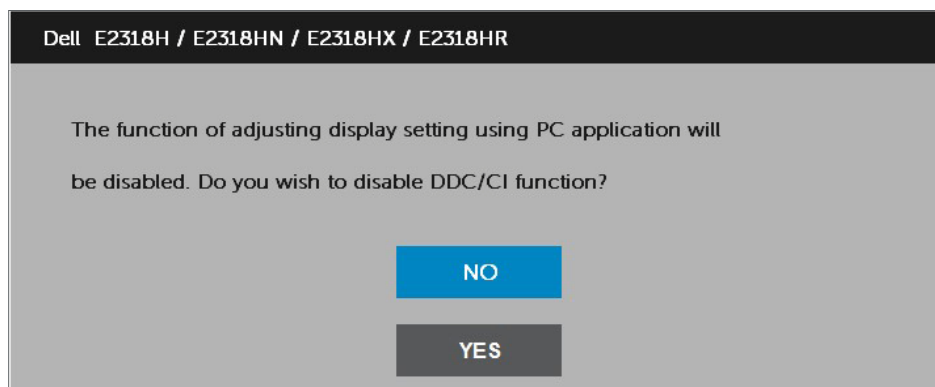 Dell E2318H / E2318HN / E2318HX / E2318HR
The function of adjusting display setting using PC application will
be disabled. Do you wish to disable DDC/CI function?
NO
YES